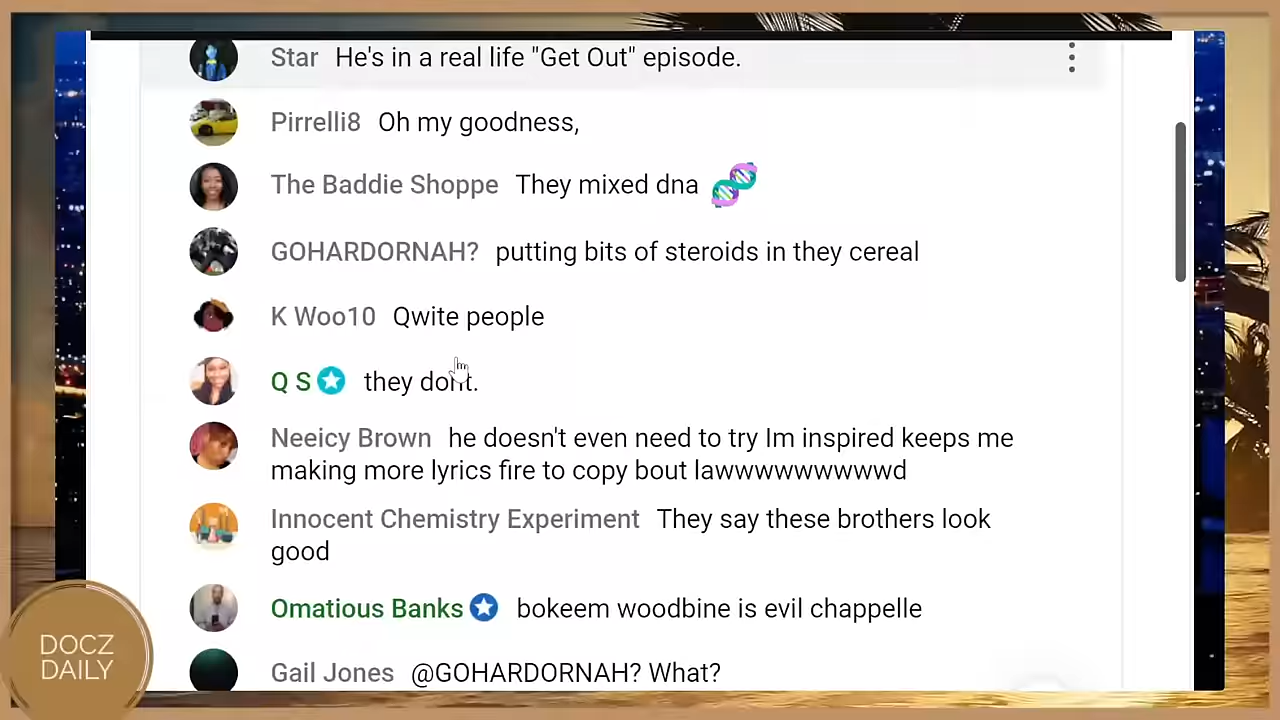 Star He's in a real life "Get Out" episode.
Pirrelli8 Oh my goodness,
The Baddie Shoppe They mixed dna 🧬
GOHARDORNAH? putting bits of steroids in they cereal
K Woo10 Qwite people
Q S they dont.
Neeicy Brown he doesn't even need to try Im inspired keeps me
making more lyrics fire to copy bout lawwwwwwwwwd
Innocent Chemistry Experiment They say these brothers look
good
Omatious Banks bokeem woodbine is evil chappelle
Gail Jones @GOHARDORNAH? What?
DOCZ
DAILY